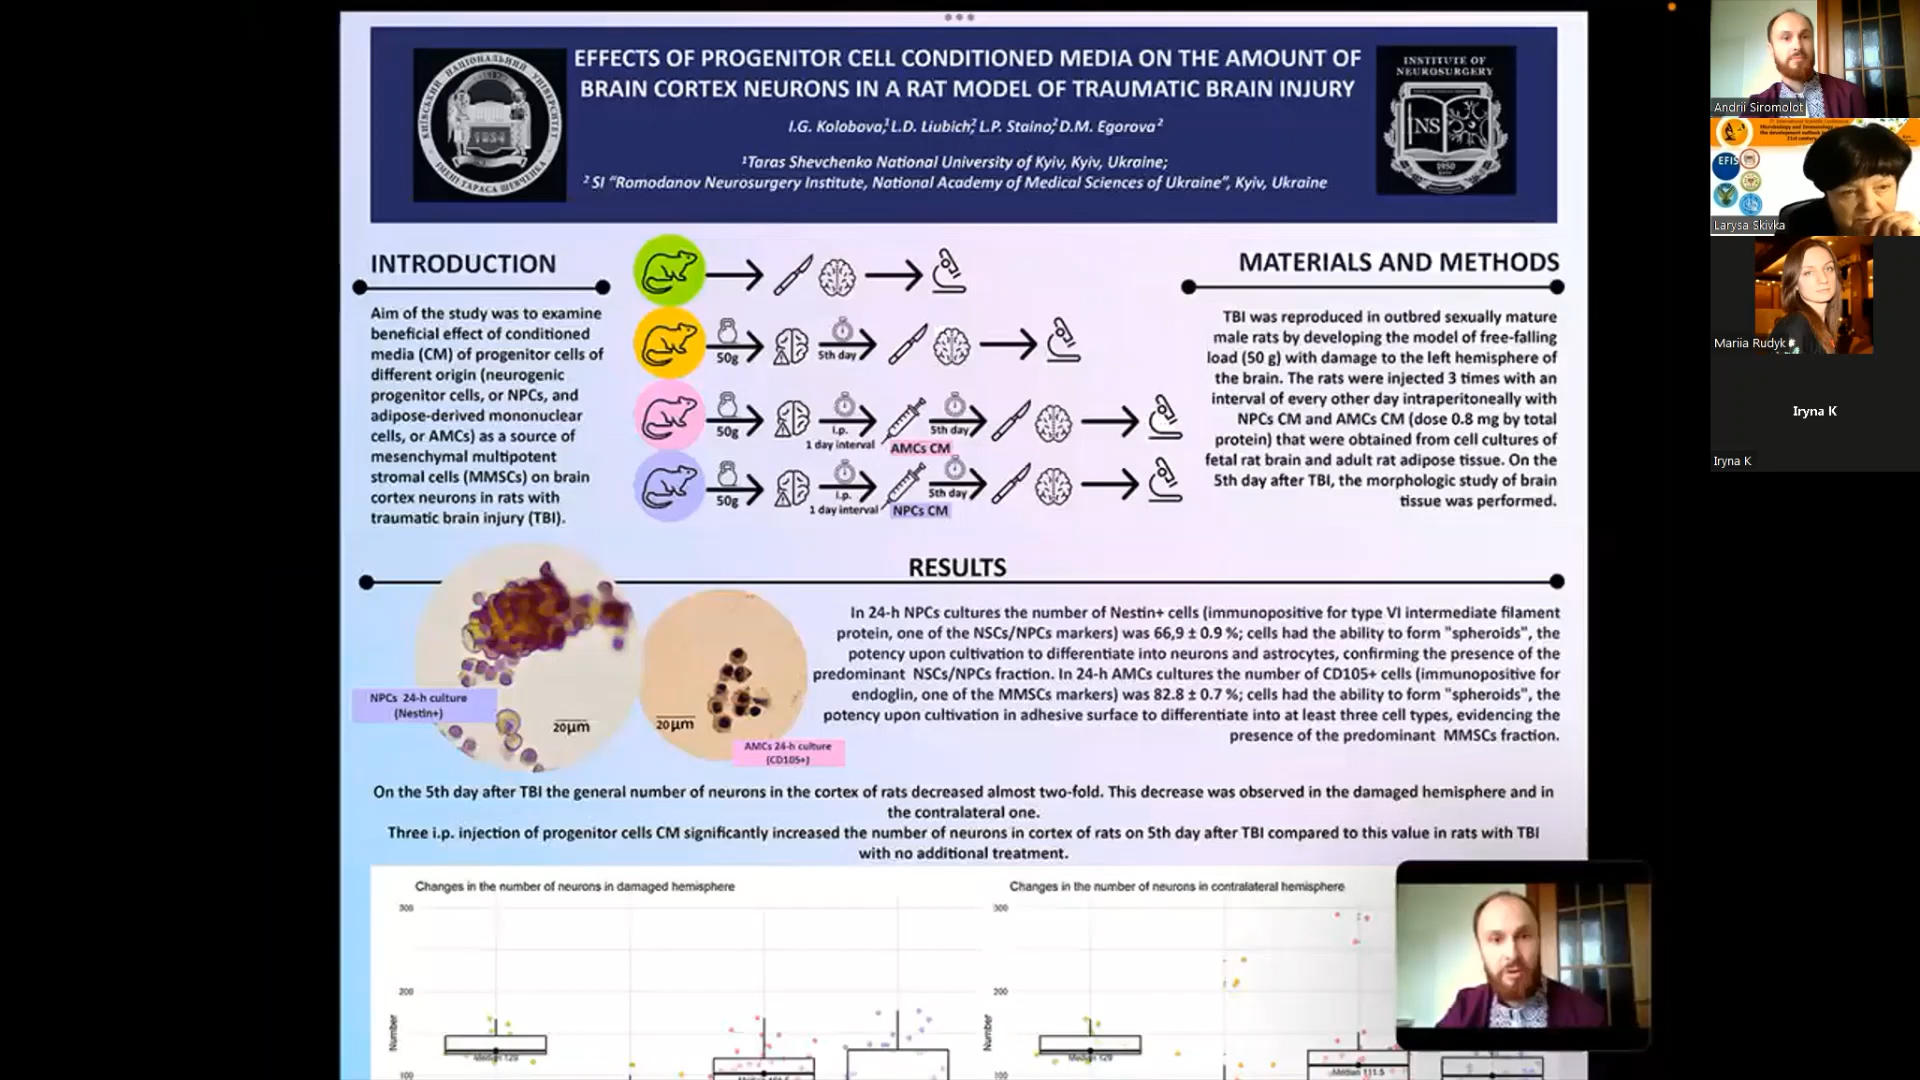 EFFECTS OF PROGENITOR CELL CONDITIONED MEDIA ON THE AMOUNT OF
BRAIN CORTEX NEURONS IN A RAT MODEL OF TRAUMATIC BRAIN INJURY
I.G. Kolobova,¹ L.D. Liubich,² L.P. Staino,² D.M. Egorova²
¹Taras Shevchenko National University of Kyiv, Kyiv, Ukraine;
² SI "Romodanov Neurosurgery Institute, National Academy of Medical Sciences of Ukraine", Kyiv, Ukraine
КИЇВСЬКИЙ НАЦІОНАЛЬНИЙ УНІВЕРСИТЕТ
ІМЕНІ ТАРАСА ШЕВЧЕНКА
1834
INSTITUTE OF
NEUROSURGERY
NS
1950
INTRODUCTION
Aim of the study was to examine
beneficial effect of conditioned
media (CM) of progenitor cells of
different origin (neurogenic
progenitor cells, or NPCs, and
adipose-derived mononuclear
cells, or AMCs) as a source of
mesenchymal multipotent
stromal cells (MMSCs) on brain
cortex neurons in rats with
traumatic brain injury (TBI).
50g
5th day
50g
i.p.
1 day interval
AMCs CM
5th day
50g
i.p.
1 day interval
NPCs CM
5th day
MATERIALS AND METHODS
TBI was reproduced in outbred sexually mature
male rats by developing the model of free-falling
load (50 g) with damage to the left hemisphere of
the brain. The rats were injected 3 times with an
interval of every other day intraperitoneally with
NPCs CM and AMCs CM (dose 0.8 mg by total
protein) that were obtained from cell cultures of
fetal rat brain and adult rat adipose tissue. On the
5th day after TBI, the morphologic study of brain
tissue was performed.
RESULTS
NPCs 24-h culture
(Nestin+)
20µm
20µm
AMCs 24-h culture
(CD105+)
In 24-h NPCs cultures the number of Nestin+ cells (immunopositive for type VI intermediate filament
protein, one of the NSCs/NPCs markers) was 66,9 ± 0.9 %; cells had the ability to form "spheroids", the
potency upon cultivation to differentiate into neurons and astrocytes, confirming the presence of the
predominant NSCs/NPCs fraction. In 24-h AMCs cultures the number of CD105+ cells (immunopositive for
endoglin, one of the MMSCs markers) was 82.8 ± 0.7 %; cells had the ability to form "spheroids", the
potency upon cultivation in adhesive surface to differentiate into at least three cell types, evidencing the
presence of the predominant MMSCs fraction.
On the 5th day after TBI the general number of neurons in the cortex of rats decreased almost two-fold. This decrease was observed in the damaged hemisphere and in
the contralateral one.
Three i.p. injection of progenitor cells CM significantly increased the number of neurons in cortex of rats on 5th day after TBI compared to this value in rats with TBI
with no additional treatment.
Changes in the number of neurons in damaged hemisphere
300
200
100
Number
Median 129
Changes in the number of neurons in contralateral hemisphere
300
200
100
Number
Median 129
Median 111.5
Andrii Siromolot
EFIS
Larysa Skivka
Mariia Rudyk
Iryna K
Iryna K